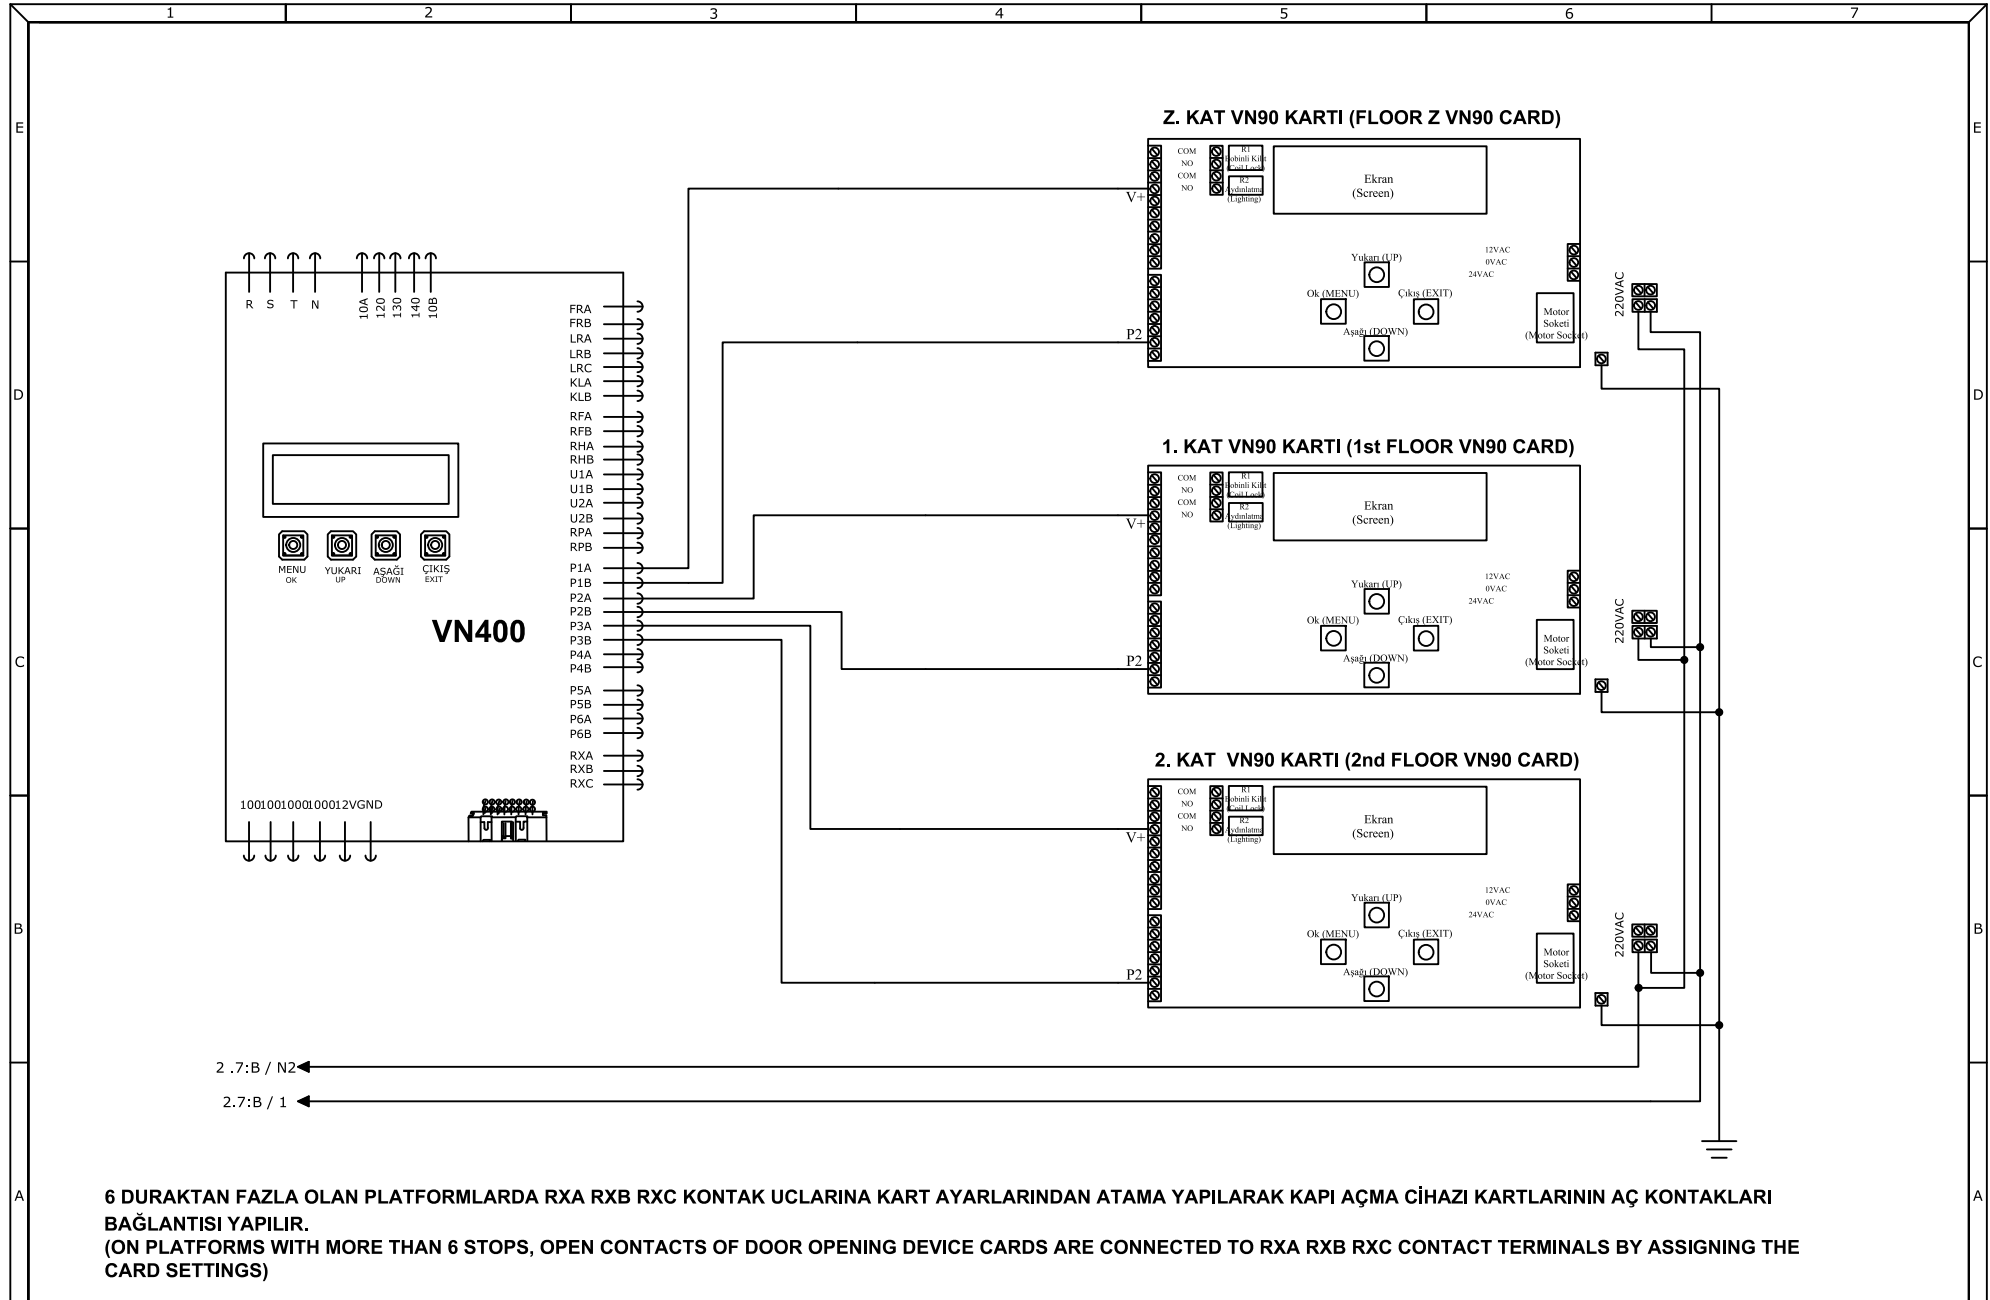 1 2 3 4 5 6 7
E
E
D
D
C
C
B
B
A
A
R S T N 10A 120 130 140 10B
FRA
FRB
LRA
LRB
LRC
KLA
KLB
RFA
RFB
RHA
RHB
U1A
U1B
U2A
U2B
RPA
RPB
P1A
P1B
P2A
P2B
P3A
P3B
P4A
P4B
P5A
P5B
P6A
P6B
RXA
RXB
RXC
MENU YUKARI AŞAĞI ÇIKIŞ
OK UP DOWN EXIT
VN400
100 100 1000 1000 12V GND
Z. KAT VN90 KARTI (FLOOR Z VN90 CARD)
COM
NO
COM
NO
R1
Bobinli Kilit
(Coil Lock)
R2
Aydınlatma
(Lighting)
Ekran
(Screen)
V+
P2
12VAC
0VAC
24VAC
Yukarı (UP)
Ok (MENU)
Çıkış (EXIT)
Aşağı (DOWN)
Motor
Soketi
(Motor Socket)
220VAC
1. KAT VN90 KARTI (1st FLOOR VN90 CARD)
COM
NO
COM
NO
R1
Bobinli Kilit
(Coil Lock)
R2
Aydınlatma
(Lighting)
Ekran
(Screen)
V+
P2
12VAC
0VAC
24VAC
Yukarı (UP)
Ok (MENU)
Çıkış (EXIT)
Aşağı (DOWN)
Motor
Soketi
(Motor Socket)
220VAC
2. KAT VN90 KARTI (2nd FLOOR VN90 CARD)
COM
NO
COM
NO
R1
Bobinli Kilit
(Coil Lock)
R2
Aydınlatma
(Lighting)
Ekran
(Screen)
V+
P2
12VAC
0VAC
24VAC
Yukarı (UP)
Ok (MENU)
Çıkış (EXIT)
Aşağı (DOWN)
Motor
Soketi
(Motor Socket)
220VAC
2 .7:B / N2
2.7:B / 1
6 DURAKTAN FAZLA OLAN PLATFORMLARDA RXA RXB RXC KONTAK UCLARINA KART AYARLARINDAN ATAMA YAPILARAK KAPI AÇMA CİHAZI KARTLARININ AÇ KONTAKLARI
BAĞLANTISI YAPILIR.
(ON PLATFORMS WITH MORE THAN 6 STOPS, OPEN CONTACTS OF DOOR OPENING DEVICE CARDS ARE CONNECTED TO RXA RXB RXC CONTACT TERMINALS BY ASSIGNING THE
CARD SETTINGS)